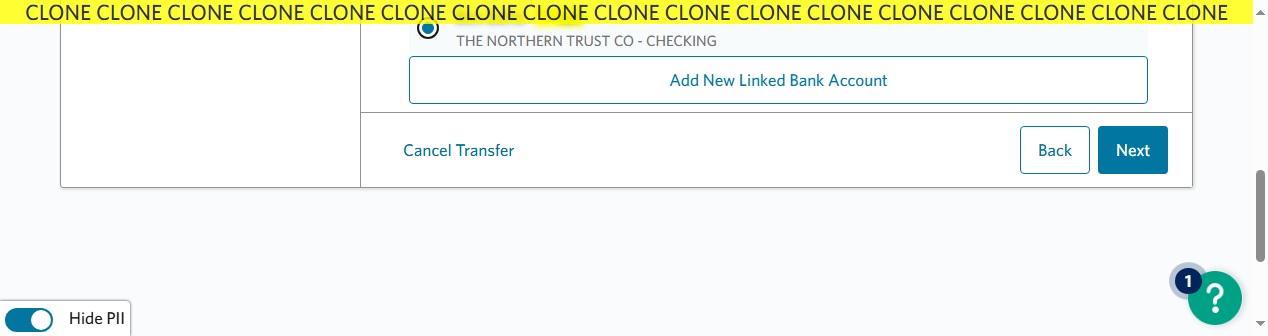 CLONE CLONE CLONE CLONE CLONE CLONE CLONE CLONE CLONE CLONE CLONE CLONE CLONE CLONE CLONE CLONE CLONE
THE NORTHERN TRUST CO - CHECKING
Add New Linked Bank Account
Cancel Transfer
Back
Next
1
?
Hide PII